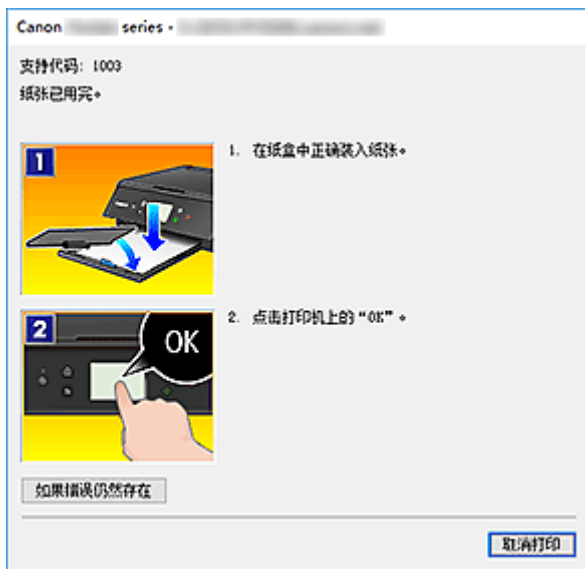 Canon series -
支持代码: 1003
纸张已用完。
1
1. 在纸盒中正确装入纸张。
2
OK
2. 点击打印机上的“OK”。
如果错误仍然存在
取消打印